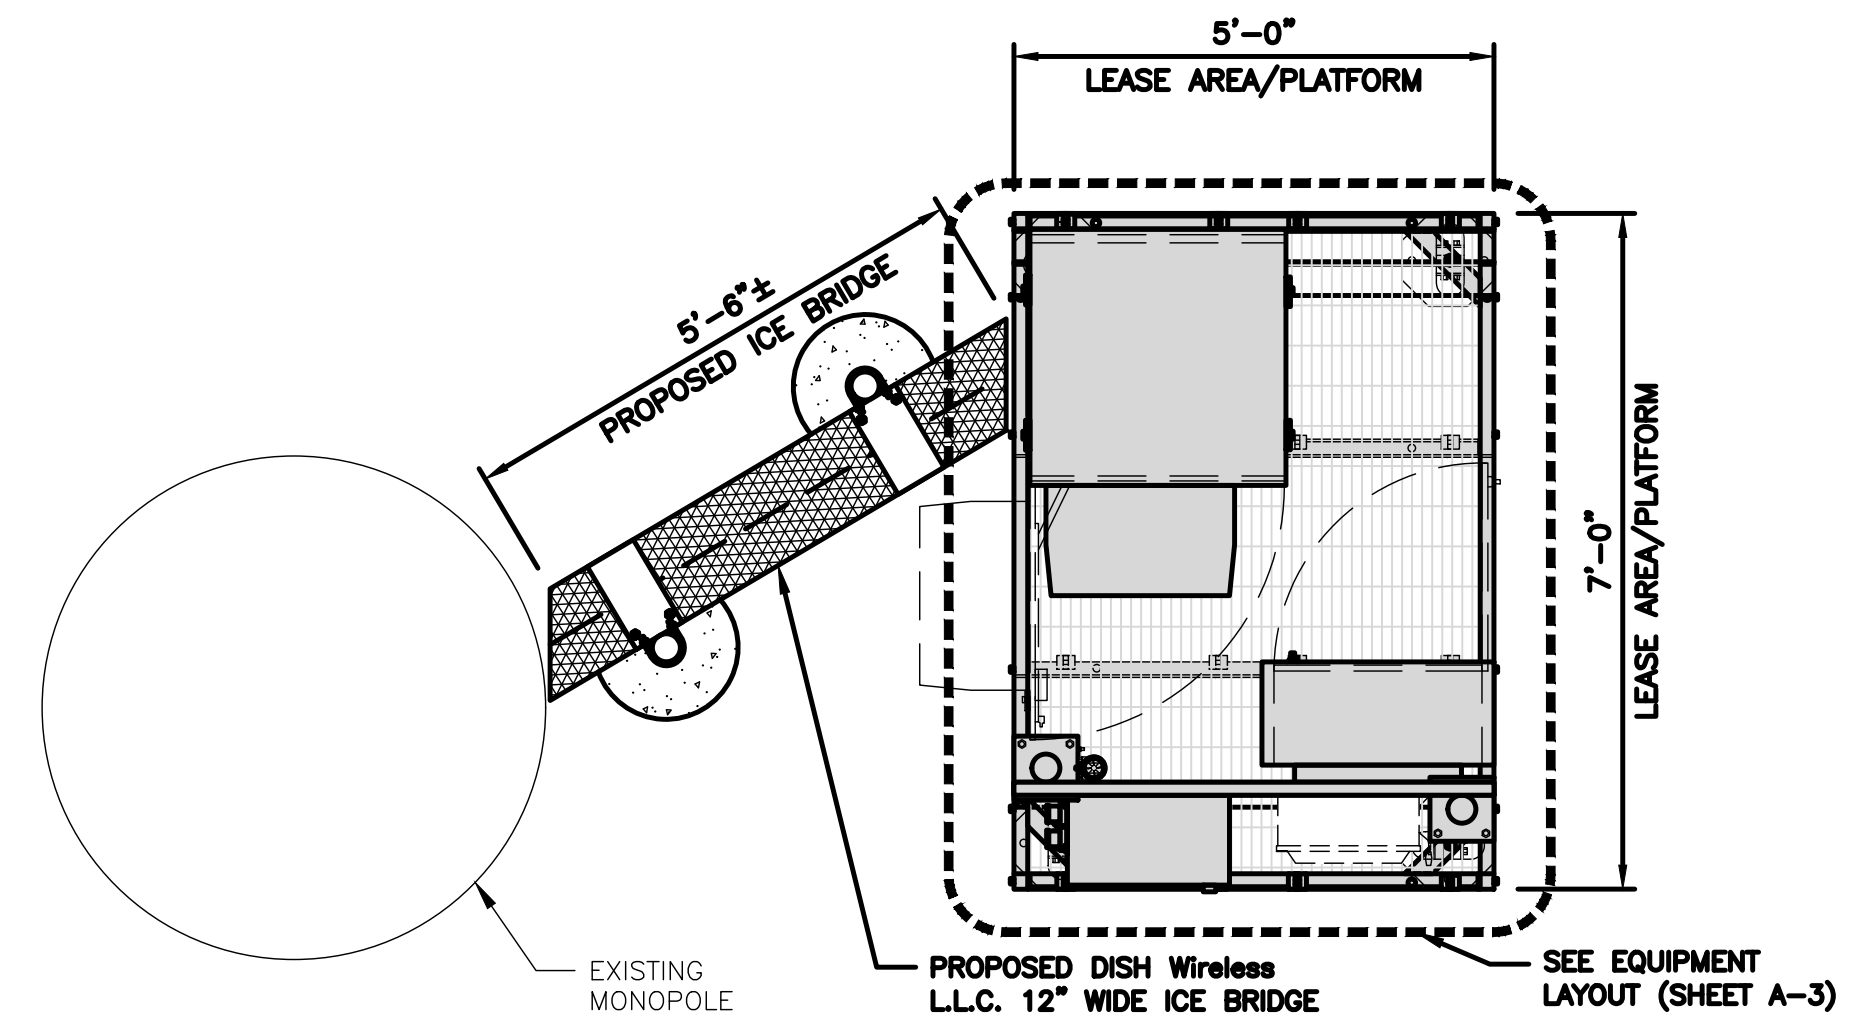 5'-0"
LEASE AREA/PLATFORM
5'-6"±
PROPOSED ICE BRIDGE
7'-0"
LEASE AREA/PLATFORM
EXISTING
MONOPOLE
PROPOSED DISH Wireless
L.L.C. 12" WIDE ICE BRIDGE
SEE EQUIPMENT
LAYOUT (SHEET A-3)